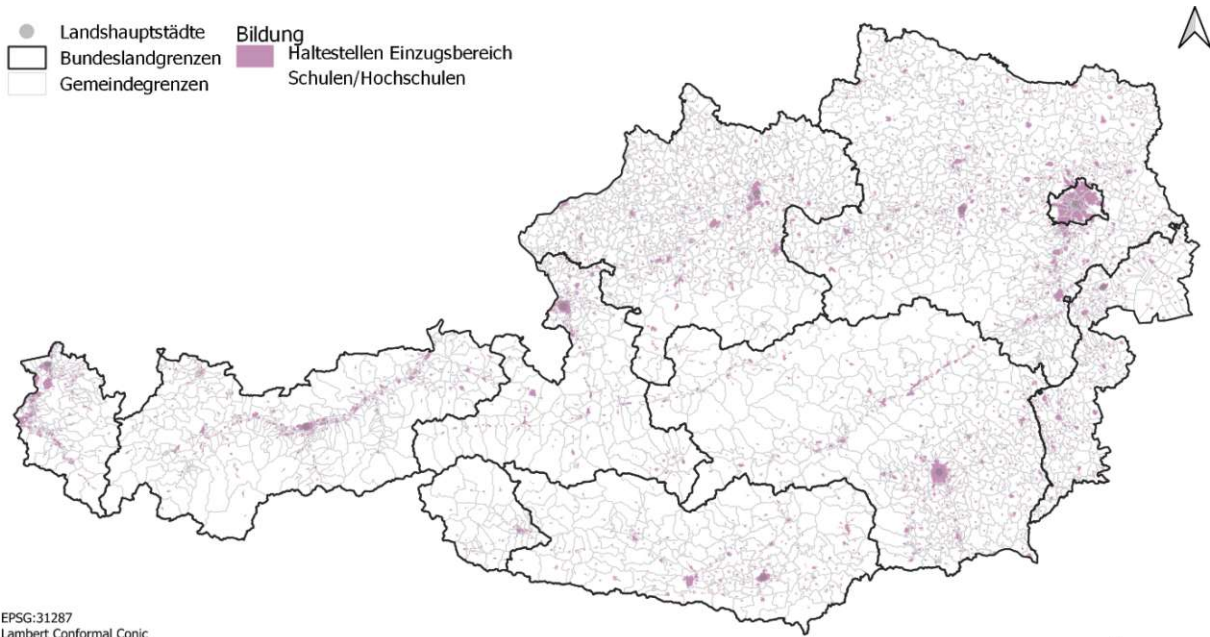 Landshauptstädte
Bundeslandgrenzen
Gemeindegrenzen
Bildung
Haltestellen Einzugsbereich
Schulen/Hochschulen
EPSG:31287
Lambert Conformal Conic